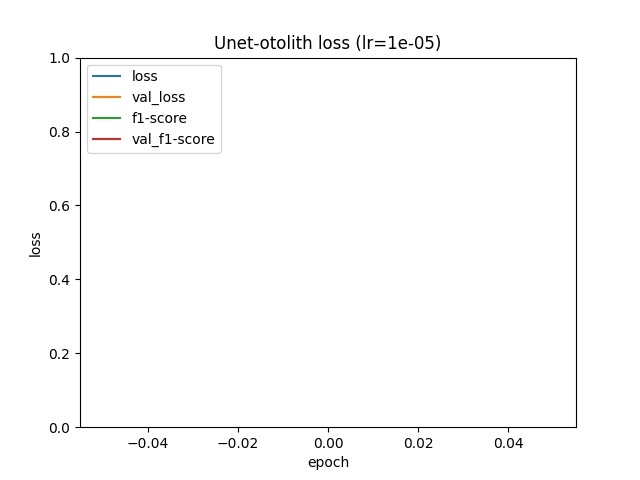 Unet-otolith loss (lr=1e-05)
1.0
0.8
0.6
0.4
0.2
0.0
loss
loss
val_loss
f1-score
val_f1-score
−0.04 −0.02 0.00 0.02 0.04
epoch